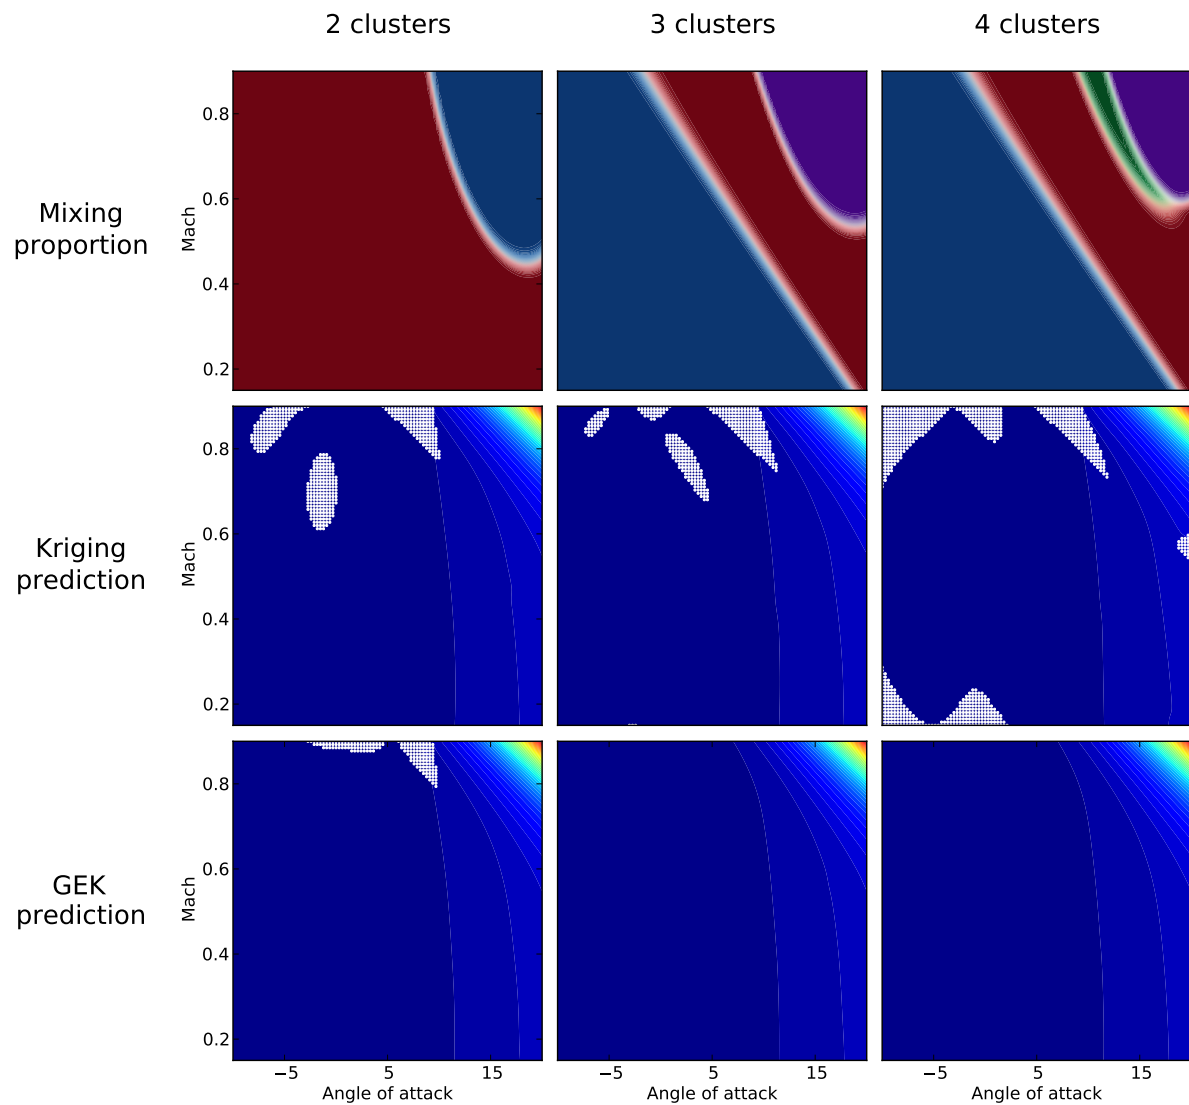 2 clusters 3 clusters 4 clusters
Mixing
proportion
Mach
0.8
0.6
0.4
0.2
Kriging
prediction
Mach
0.8
0.6
0.4
0.2
GEK
prediction
Mach
0.8
0.6
0.4
0.2
−5 5 15 −5 5 15 −5 5 15
Angle of attack Angle of attack Angle of attack